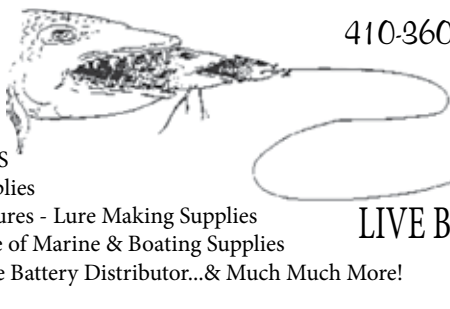 410-360
S
plies
ures - Lure Making Supplies
e of Marine & Boating Supplies
LIVE B
e Battery Distributor...& Much Much More!